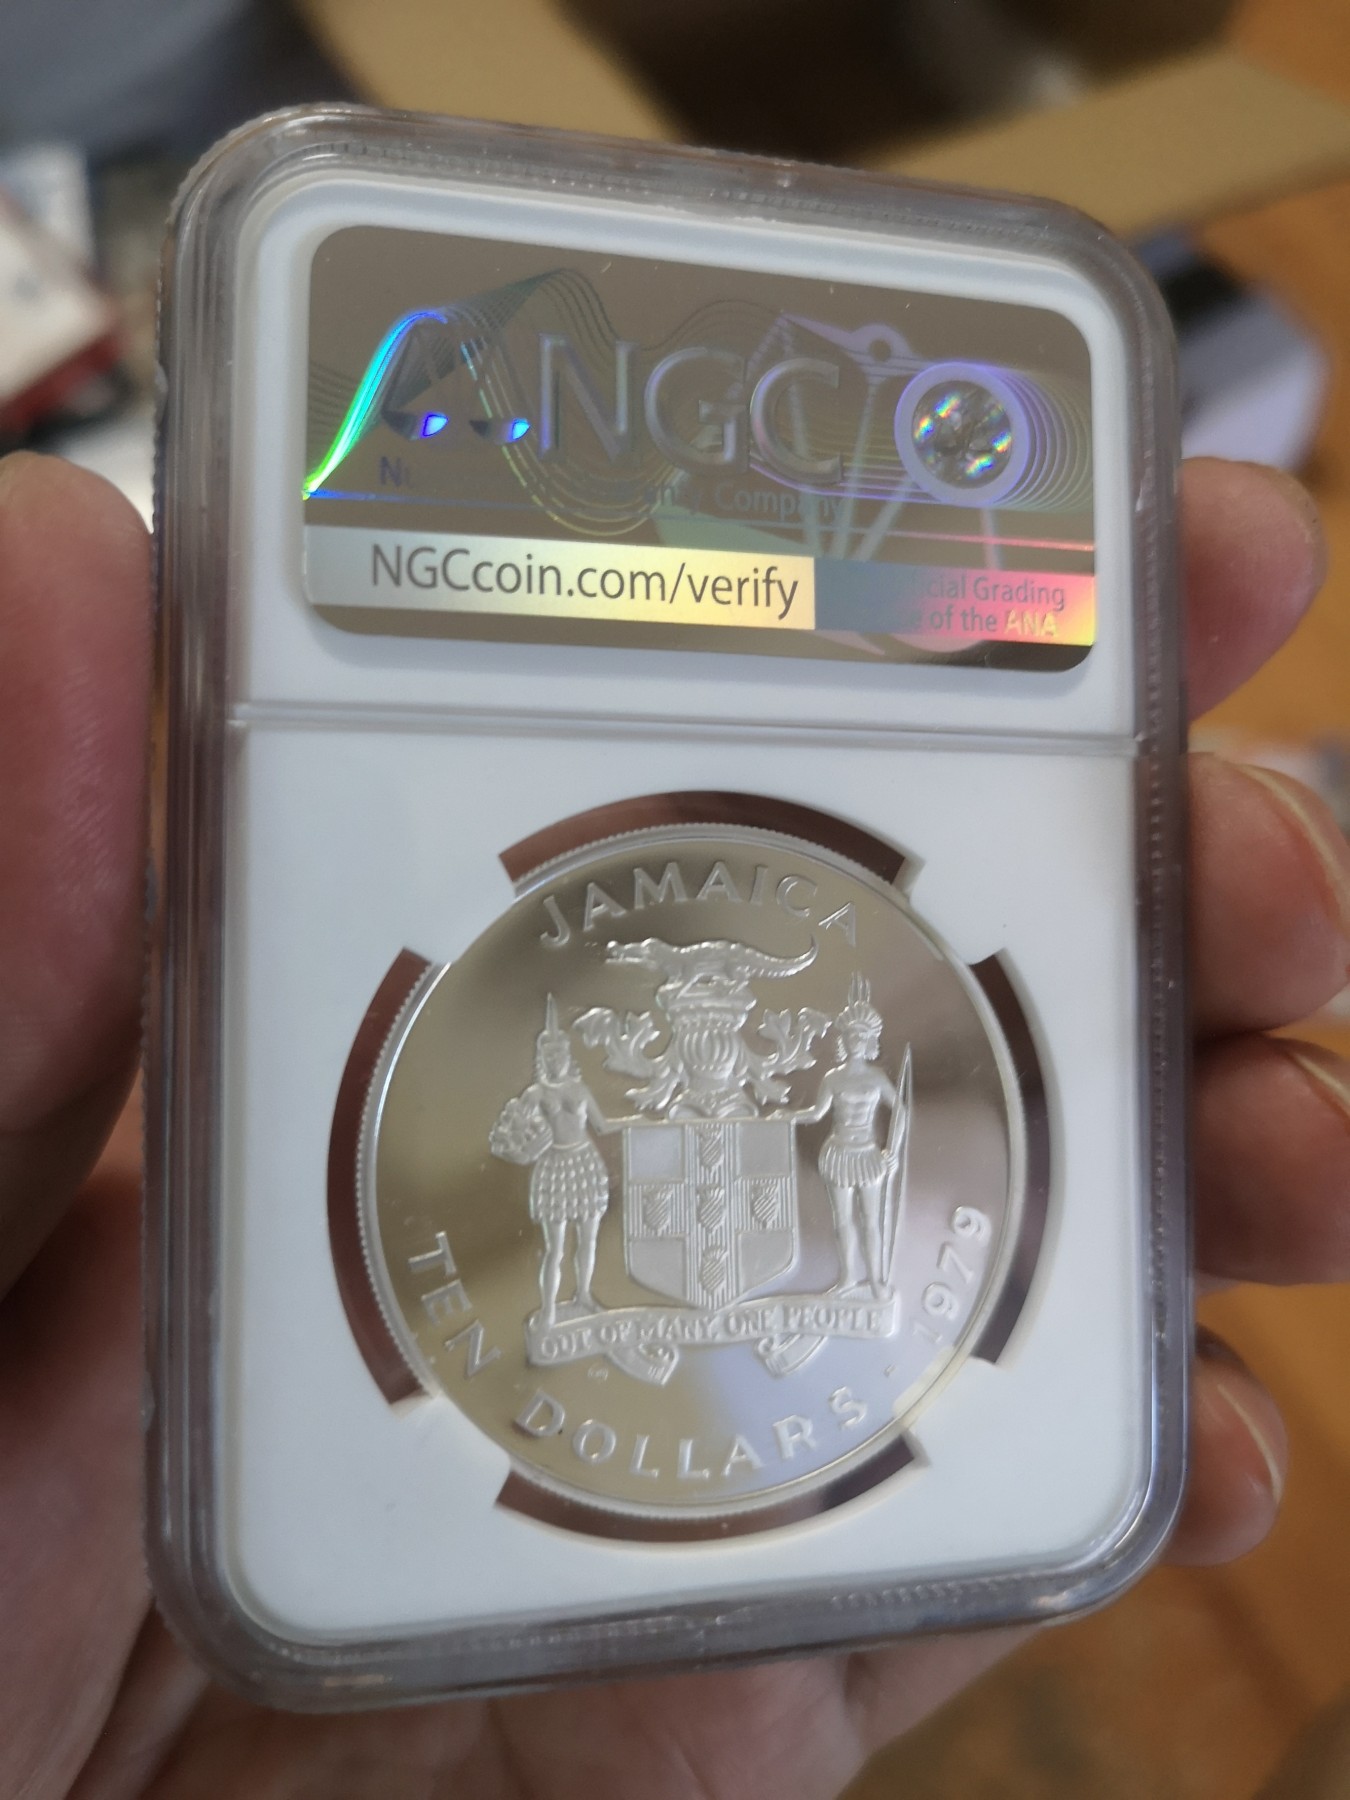 NGC
Company
NGCcoin.com/verify
Grading
of the ANA
JAMAICA
OUT OF MANY, ONE PEOPLE
TEN DOLLARS 1979